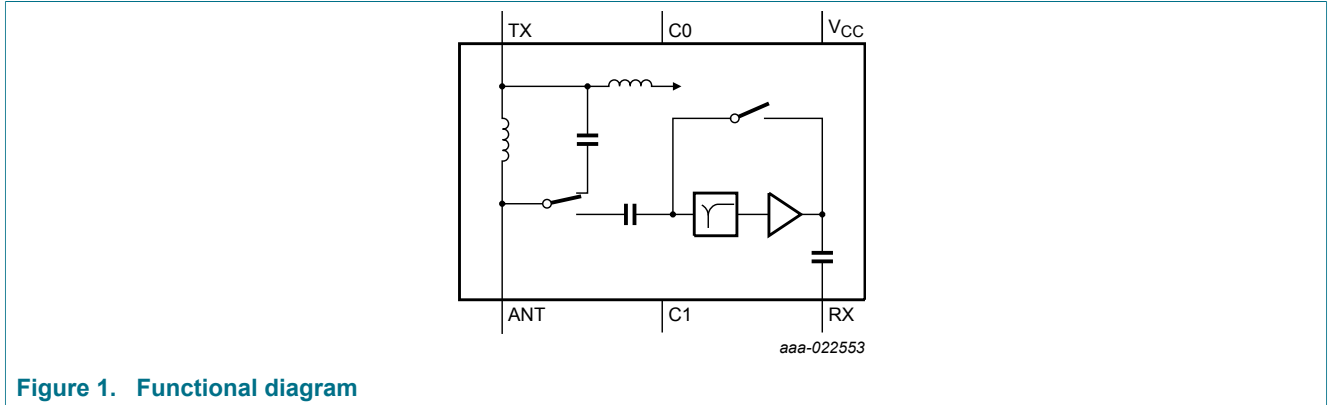 TX C0 VCC
ANT C1 RX
aaa-022553
Figure 1. Functional diagram